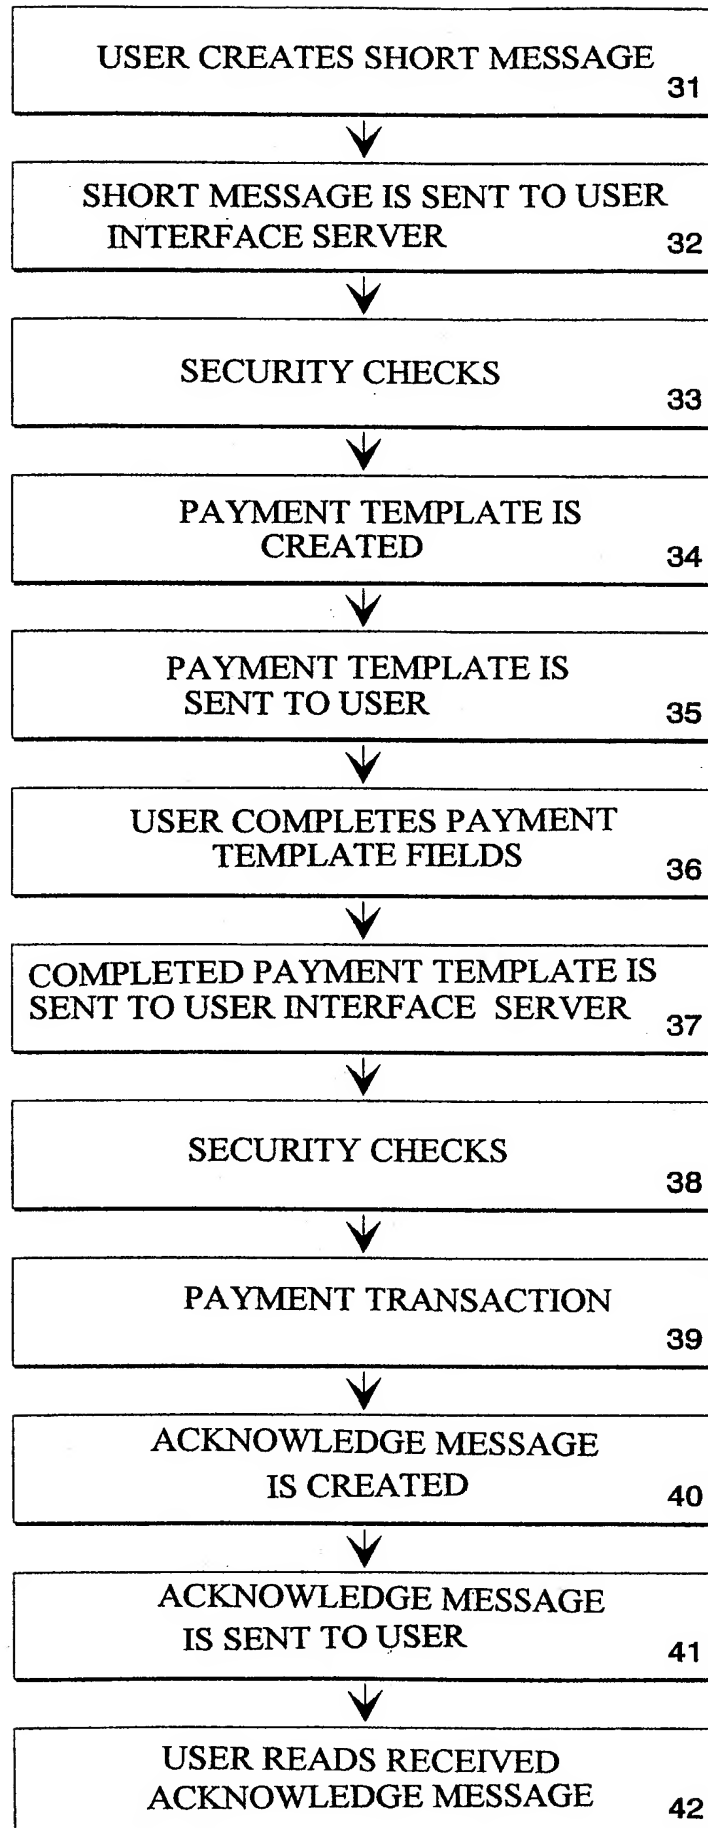 USER CREATES SHORT MESSAGE
31
SHORT MESSAGE IS SENT TO USER
INTERFACE SERVER
32
SECURITY CHECKS
33
PAYMENT TEMPLATE IS
CREATED
34
PAYMENT TEMPLATE IS
SENT TO USER
35
USER COMPLETES PAYMENT
TEMPLATE FIELDS
36
COMPLETED PAYMENT TEMPLATE IS
SENT TO USER INTERFACE SERVER
37
SECURITY CHECKS
38
PAYMENT TRANSACTION
39
ACKNOWLEDGE MESSAGE
IS CREATED
40
ACKNOWLEDGE MESSAGE
IS SENT TO USER
41
USER READS RECEIVED
ACKNOWLEDGE MESSAGE
42